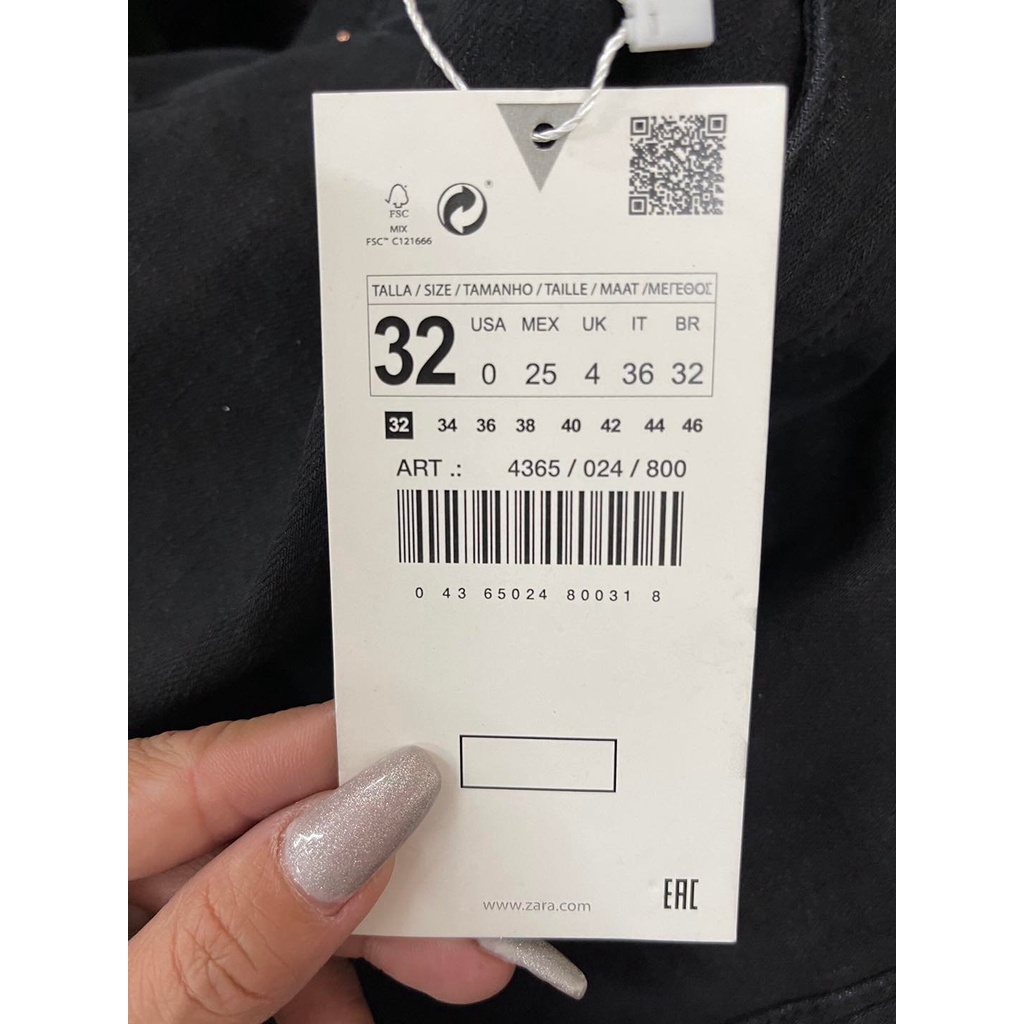 FSC
MIX
FSC™ C121666
®
TALLA / SIZE / TAMANHO / TAILLE / MAAT / ΜΕΓΕΘΟΣ
32 USA MEX UK IT BR
0 25 4 36 32
32 34 36 38 40 42 44 46
ART .: 4365 / 024 / 800
0 43 65024 80031 8
www.zara.com
EAC